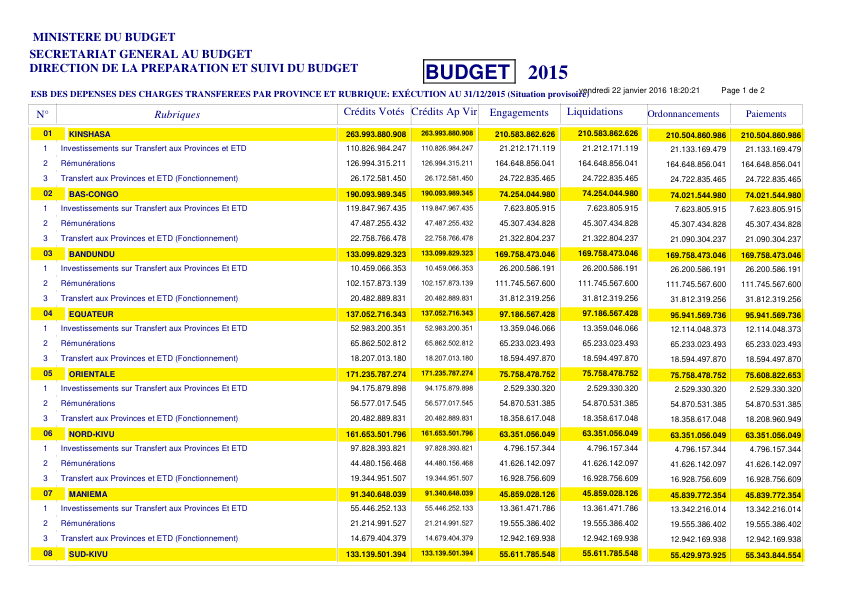 MINISTERE DU BUDGET
SECRETARIAT GENERAL AU BUDGET
DIRECTION DE LA PREPARATION ET SUIVI DU BUDGET
BUDGET 2015
ESB DES DEPENSES DES CHARGES TRANSFEREES PAR PROVINCE ET RUBRIQUE: EXÉCUTION AU 31/12/2015 (Situation provisoire) vendredi 22 janvier 2016 18:20:21 Page 1 de 2
N° Rubriques Crédits Votés Crédits Ap Vir Engagements Liquidations Ordonnancements Paiements
01 KINSHASA 263.993.880.908 263.993.880.908 210.583.862.626 210.583.862.626 210.504.860.986 210.504.860.986
1 Investissements sur Transfert aux Provinces Et ETD 110.826.984.247 110.826.984.247 21.212.171.119 21.212.171.119 21.133.169.479 21.133.169.479
2 Rémunérations 126.994.315.211 126.994.315.211 164.648.856.041 164.648.856.041 164.648.856.041 164.648.856.041
3 Transfert aux Provinces et ETD (Fonctionnement) 26.172.581.450 26.172.581.450 24.722.835.465 24.722.835.465 24.722.835.465 24.722.835.465
02 BAS-CONGO 190.093.989.345 190.093.989.345 74.254.044.980 74.254.044.980 74.021.544.980 74.021.544.980
1 Investissements sur Transfert aux Provinces Et ETD 119.847.967.435 119.847.967.435 7.623.805.915 7.623.805.915 7.623.805.915 7.623.805.915
2 Rémunérations 47.487.255.432 47.487.255.432 45.307.434.828 45.307.434.828 45.307.434.828 45.307.434.828
3 Transfert aux Provinces et ETD (Fonctionnement) 22.758.766.478 22.758.766.478 21.322.804.237 21.322.804.237 21.090.304.237 21.090.304.237
03 BANDUNDU 133.099.829.323 133.099.829.323 169.758.473.046 169.758.473.046 169.758.473.046 169.758.473.046
1 Investissements sur Transfert aux Provinces Et ETD 10.459.066.353 10.459.066.353 26.200.586.191 26.200.586.191 26.200.586.191 26.200.586.191
2 Rémunérations 102.157.873.139 102.157.873.139 111.745.567.600 111.745.567.600 111.745.567.600 111.745.567.600
3 Transfert aux Provinces et ETD (Fonctionnement) 20.482.889.831 20.482.889.831 31.812.319.256 31.812.319.256 31.812.319.256 31.812.319.256
04 EQUATEUR 137.052.716.343 137.052.716.343 97.186.567.428 97.186.567.428 95.941.569.736 95.941.569.736
1 Investissements sur Transfert aux Provinces Et ETD 52.983.200.351 52.983.200.351 13.359.046.066 13.359.046.066 12.114.048.373 12.114.048.373
2 Rémunérations 65.862.502.812 65.862.502.812 65.233.023.493 65.233.023.493 65.233.023.493 65.233.023.493
3 Transfert aux Provinces et ETD (Fonctionnement) 18.207.013.180 18.207.013.180 18.594.497.870 18.594.497.870 18.594.497.870 18.594.497.870
05 ORIENTALE 171.235.787.274 171.235.787.274 75.758.478.752 75.758.478.752 75.758.478.752 75.608.822.653
1 Investissements sur Transfert aux Provinces Et ETD 94.175.879.898 94.175.879.898 2.529.330.320 2.529.330.320 2.529.330.320 2.529.330.320
2 Rémunérations 56.577.017.545 56.577.017.545 54.870.531.385 54.870.531.385 54.870.531.385 54.870.531.385
3 Transfert aux Provinces et ETD (Fonctionnement) 20.482.889.831 20.482.889.831 18.358.617.048 18.358.617.048 18.358.617.048 18.208.960.949
06 NORD-KIVU 161.653.501.796 161.653.501.796 63.351.056.049 63.351.056.049 63.351.056.049 63.351.056.049
1 Investissements sur Transfert aux Provinces Et ETD 97.828.393.821 97.828.393.821 4.796.157.344 4.796.157.344 4.796.157.344 4.796.157.344
2 Rémunérations 44.480.156.468 44.480.156.468 41.626.142.097 41.626.142.097 41.626.142.097 41.626.142.097
3 Transfert aux Provinces et ETD (Fonctionnement) 19.344.951.507 19.344.951.507 16.928.756.609 16.928.756.609 16.928.756.609 16.928.756.609
07 MANIEMA 91.340.648.039 91.340.648.039 45.859.028.126 45.859.028.126 45.839.772.354 45.839.772.354
1 Investissements sur Transfert aux Provinces Et ETD 55.446.252.133 55.446.252.133 13.361.471.786 13.361.471.786 13.342.216.014 13.342.216.014
2 Rémunérations 21.214.991.527 21.214.991.527 19.555.386.402 19.555.386.402 19.555.386.402 19.555.386.402
3 Transfert aux Provinces et ETD (Fonctionnement) 14.679.404.379 14.679.404.379 12.942.169.938 12.942.169.938 12.942.169.938 12.942.169.938
08 SUD-KIVU 133.139.501.394 133.139.501.394 55.611.785.548 55.611.785.548 55.429.973.925 55.343.844.554